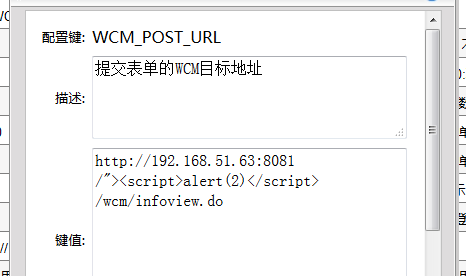 配置键: WCM_POST_URL
提交表单的WCM目标地址
描述:
http://192.168.51.63:8081
/"><script>alert(2)</script>
/wcm/infoview.do
键值: